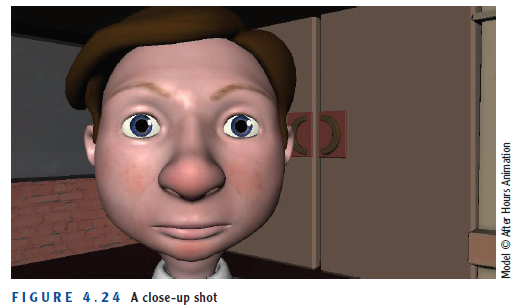 Model © After Hours Animation
FIGURE 4.24 A close-up shot